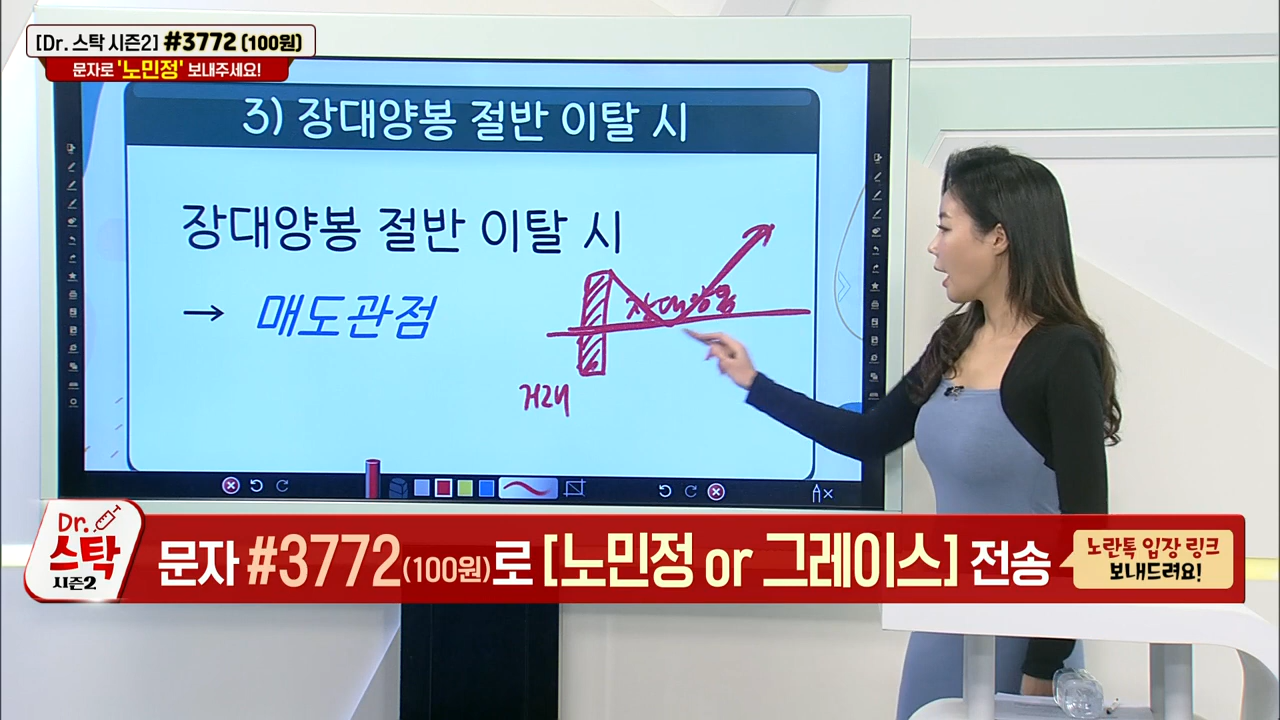 [Dr. 스탁 시즌2] #3772 (100원)
문자로 '노민정' 보내주세요!
3) 장대양봉 절반 이탈 시
장대양봉 절반 이탈 시
→ 매도관점
장대양봉
거래
Dr.
스탁
시즌2
문자 #3772(100원)로 [노민정 or 그레이스] 전송
노란톡 입장 링크
보내드려요!